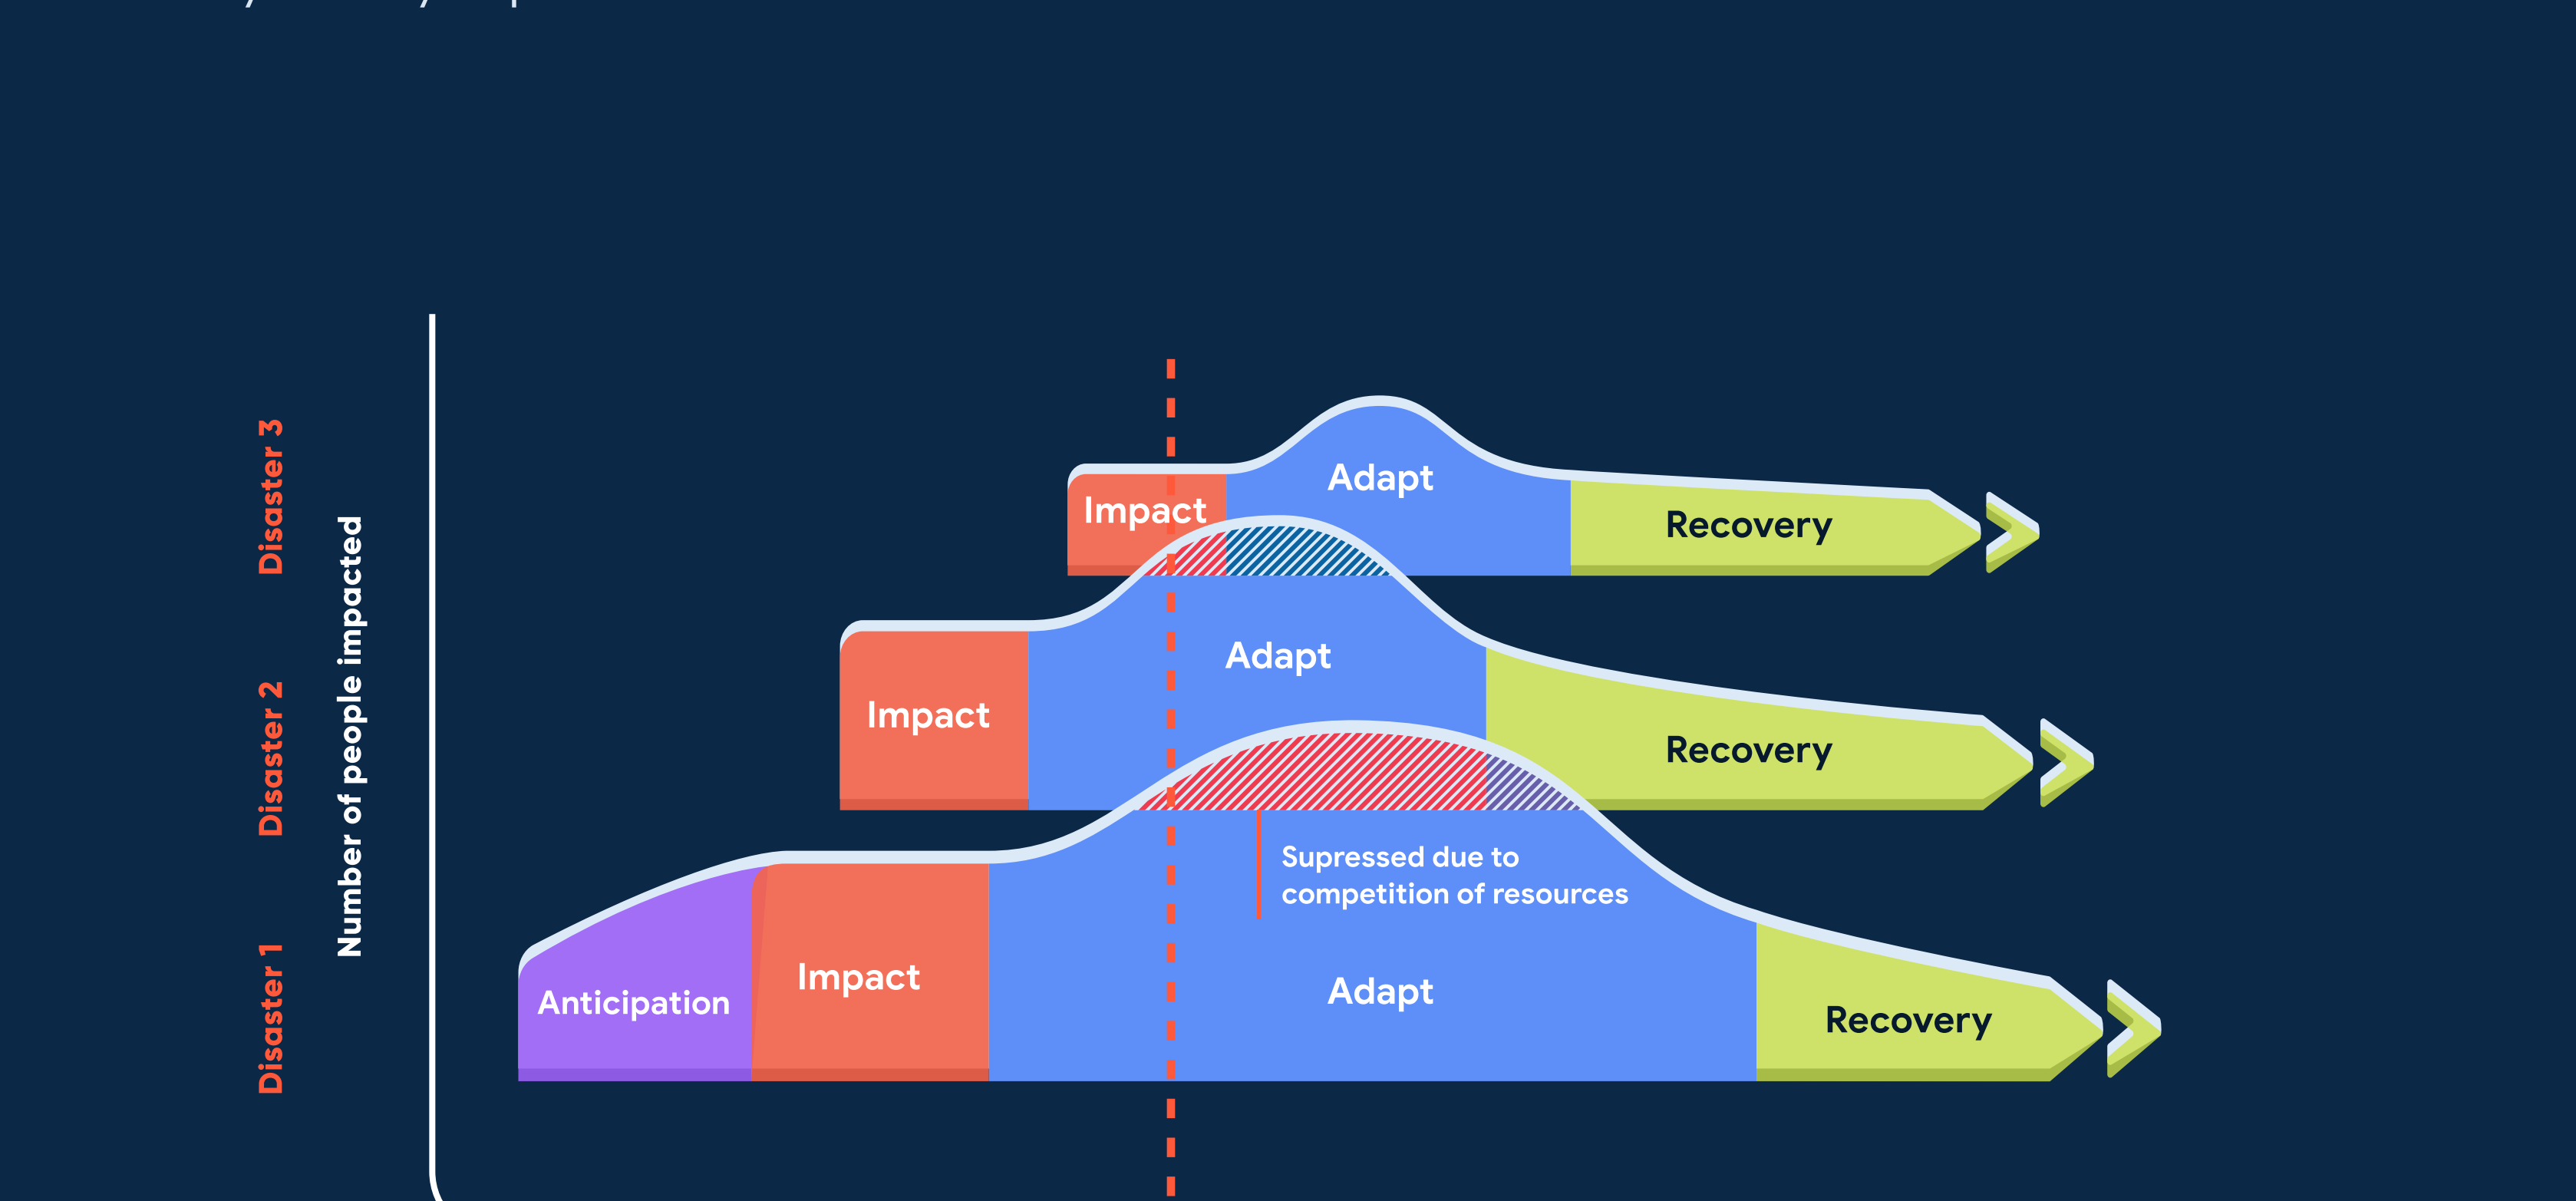 Disaster 3
Disaster 2
Disaster 1
Number of people impacted
Impact
Adapt
Recovery
Impact
Adapt
Recovery
Supressed due to
competition of resources
Anticipation
Impact
Adapt
Recovery